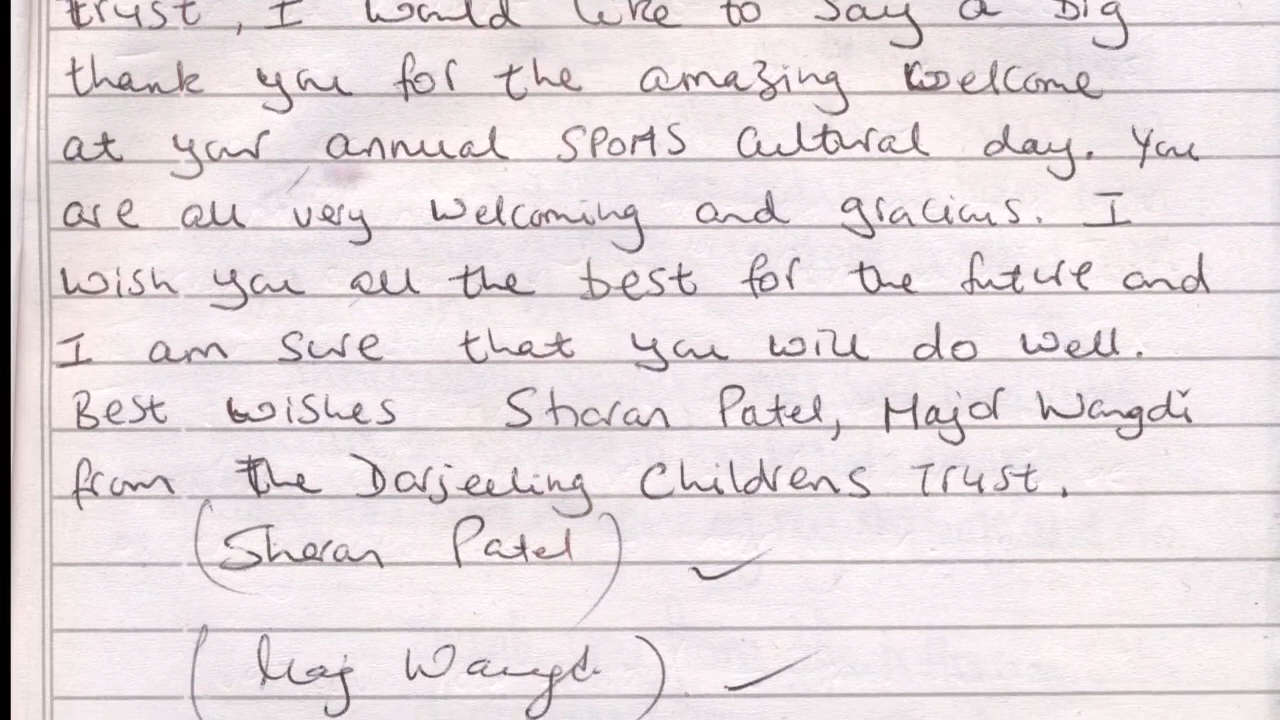 trust, I would like to say a big
thank you for the amazing welcome
at your annual sports cultural day. You
are all very welcoming and gracious. I
wish you all the best for the future and
I am sure that you will do well.
Best wishes Sharan Patel, Major Wangdi
from the Darjeeling Childrens Trust.
(Sharan Patel)
(Maj Wangdi)